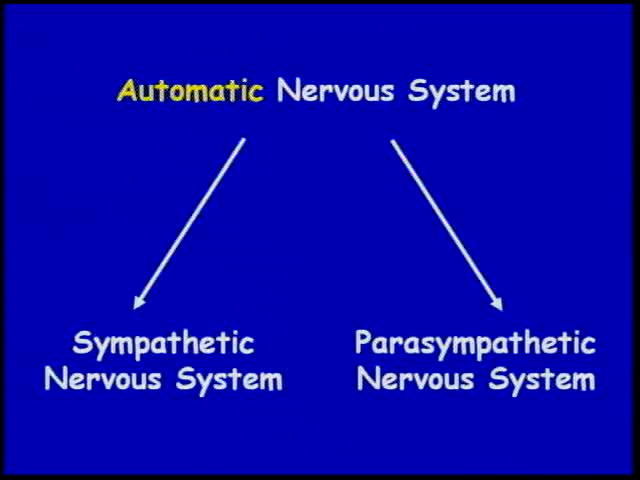 Automatic Nervous System
Sympathetic
Nervous System
Parasympathetic
Nervous System